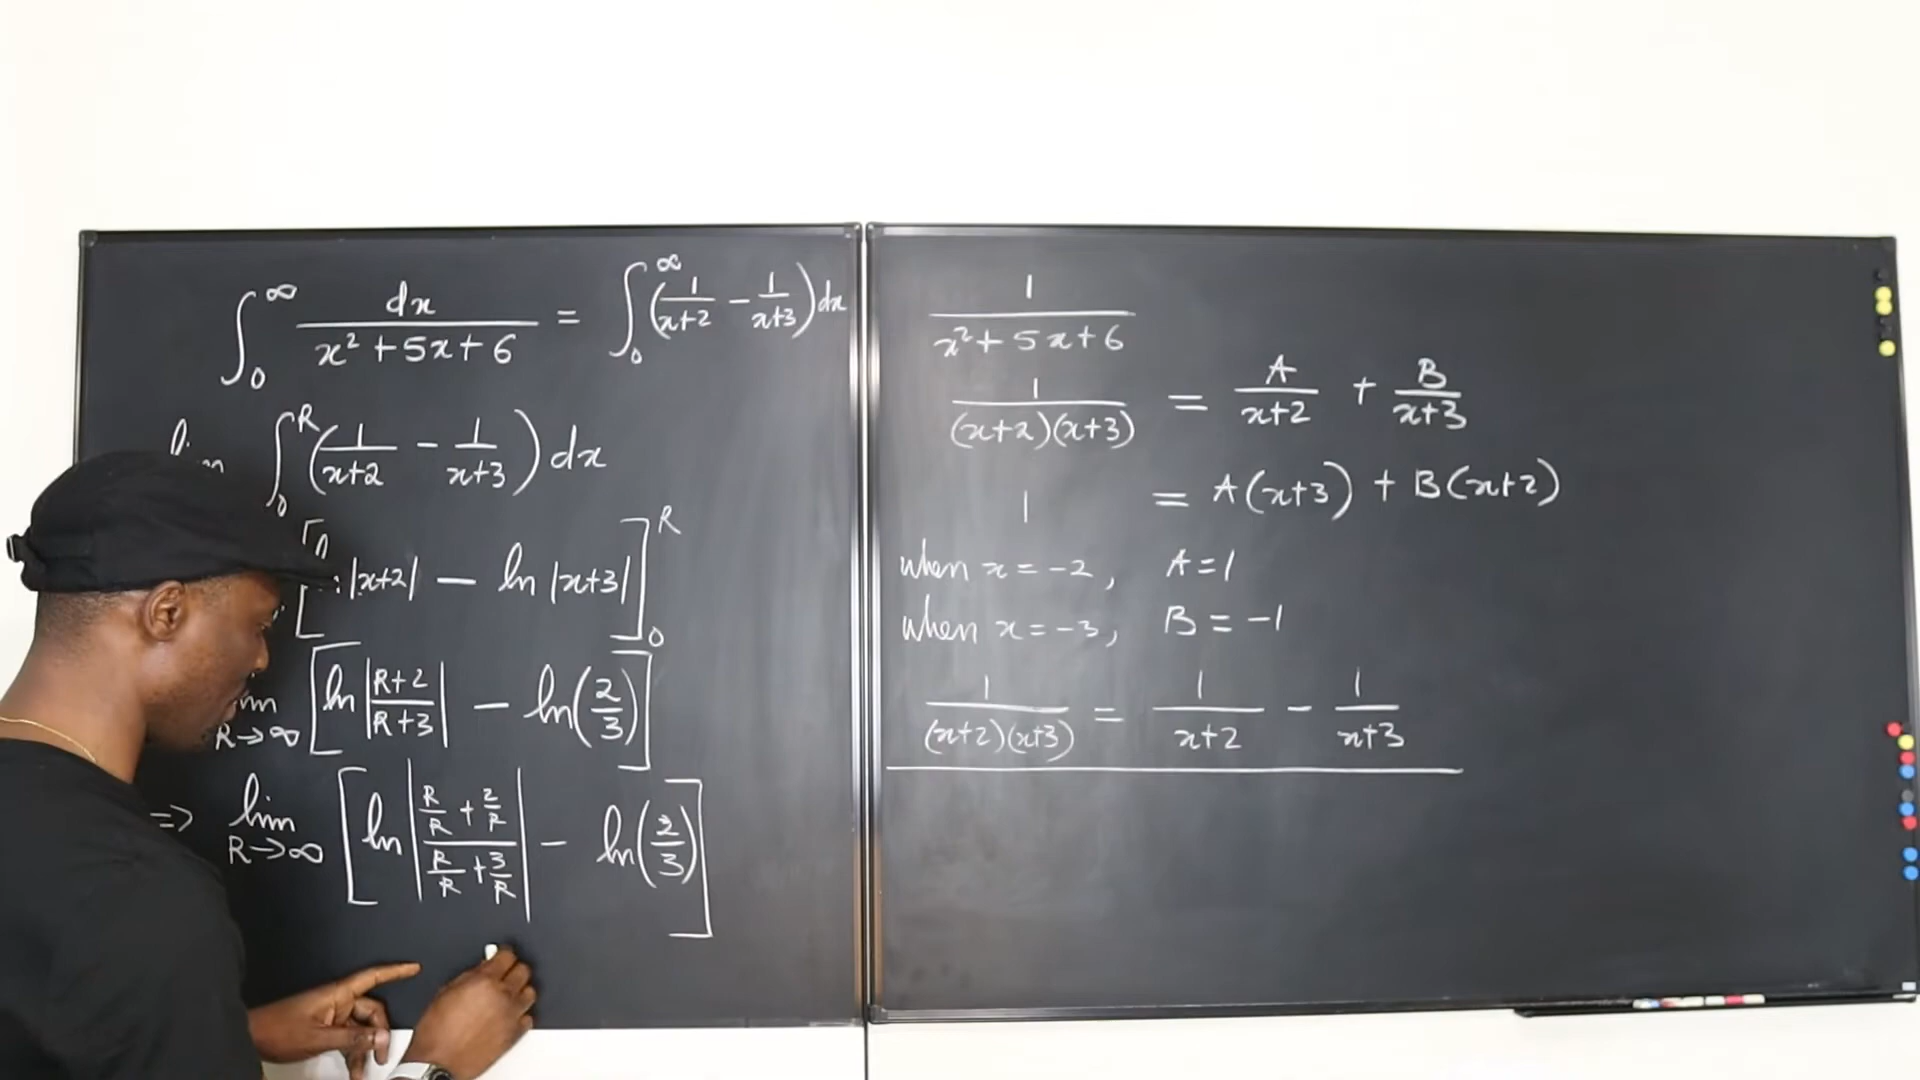 ∫₀^∞ dx/(x² + 5x + 6) = ∫₀^∞ (1/(x+2) − 1/(x+3)) dx
∫₀^R (1/(x+2) − 1/(x+3)) dx
|x+2| − ln |x+3|]₀^R
R→∞ [ln |(R+2)/(R+3)| − ln(2/3)]
=> lim R→∞ [ln |(R/R + 2/R)/(R/R + 3/R)| − ln(2/3)]
1/(x² + 5x + 6)
1/((x+2)(x+3)) = A/(x+2) + B/(x+3)
1 = A(x+3) + B(x+2)
when x = −2, A = 1
when x = −3, B = −1
1/((x+2)(x+3)) = 1/(x+2) − 1/(x+3)